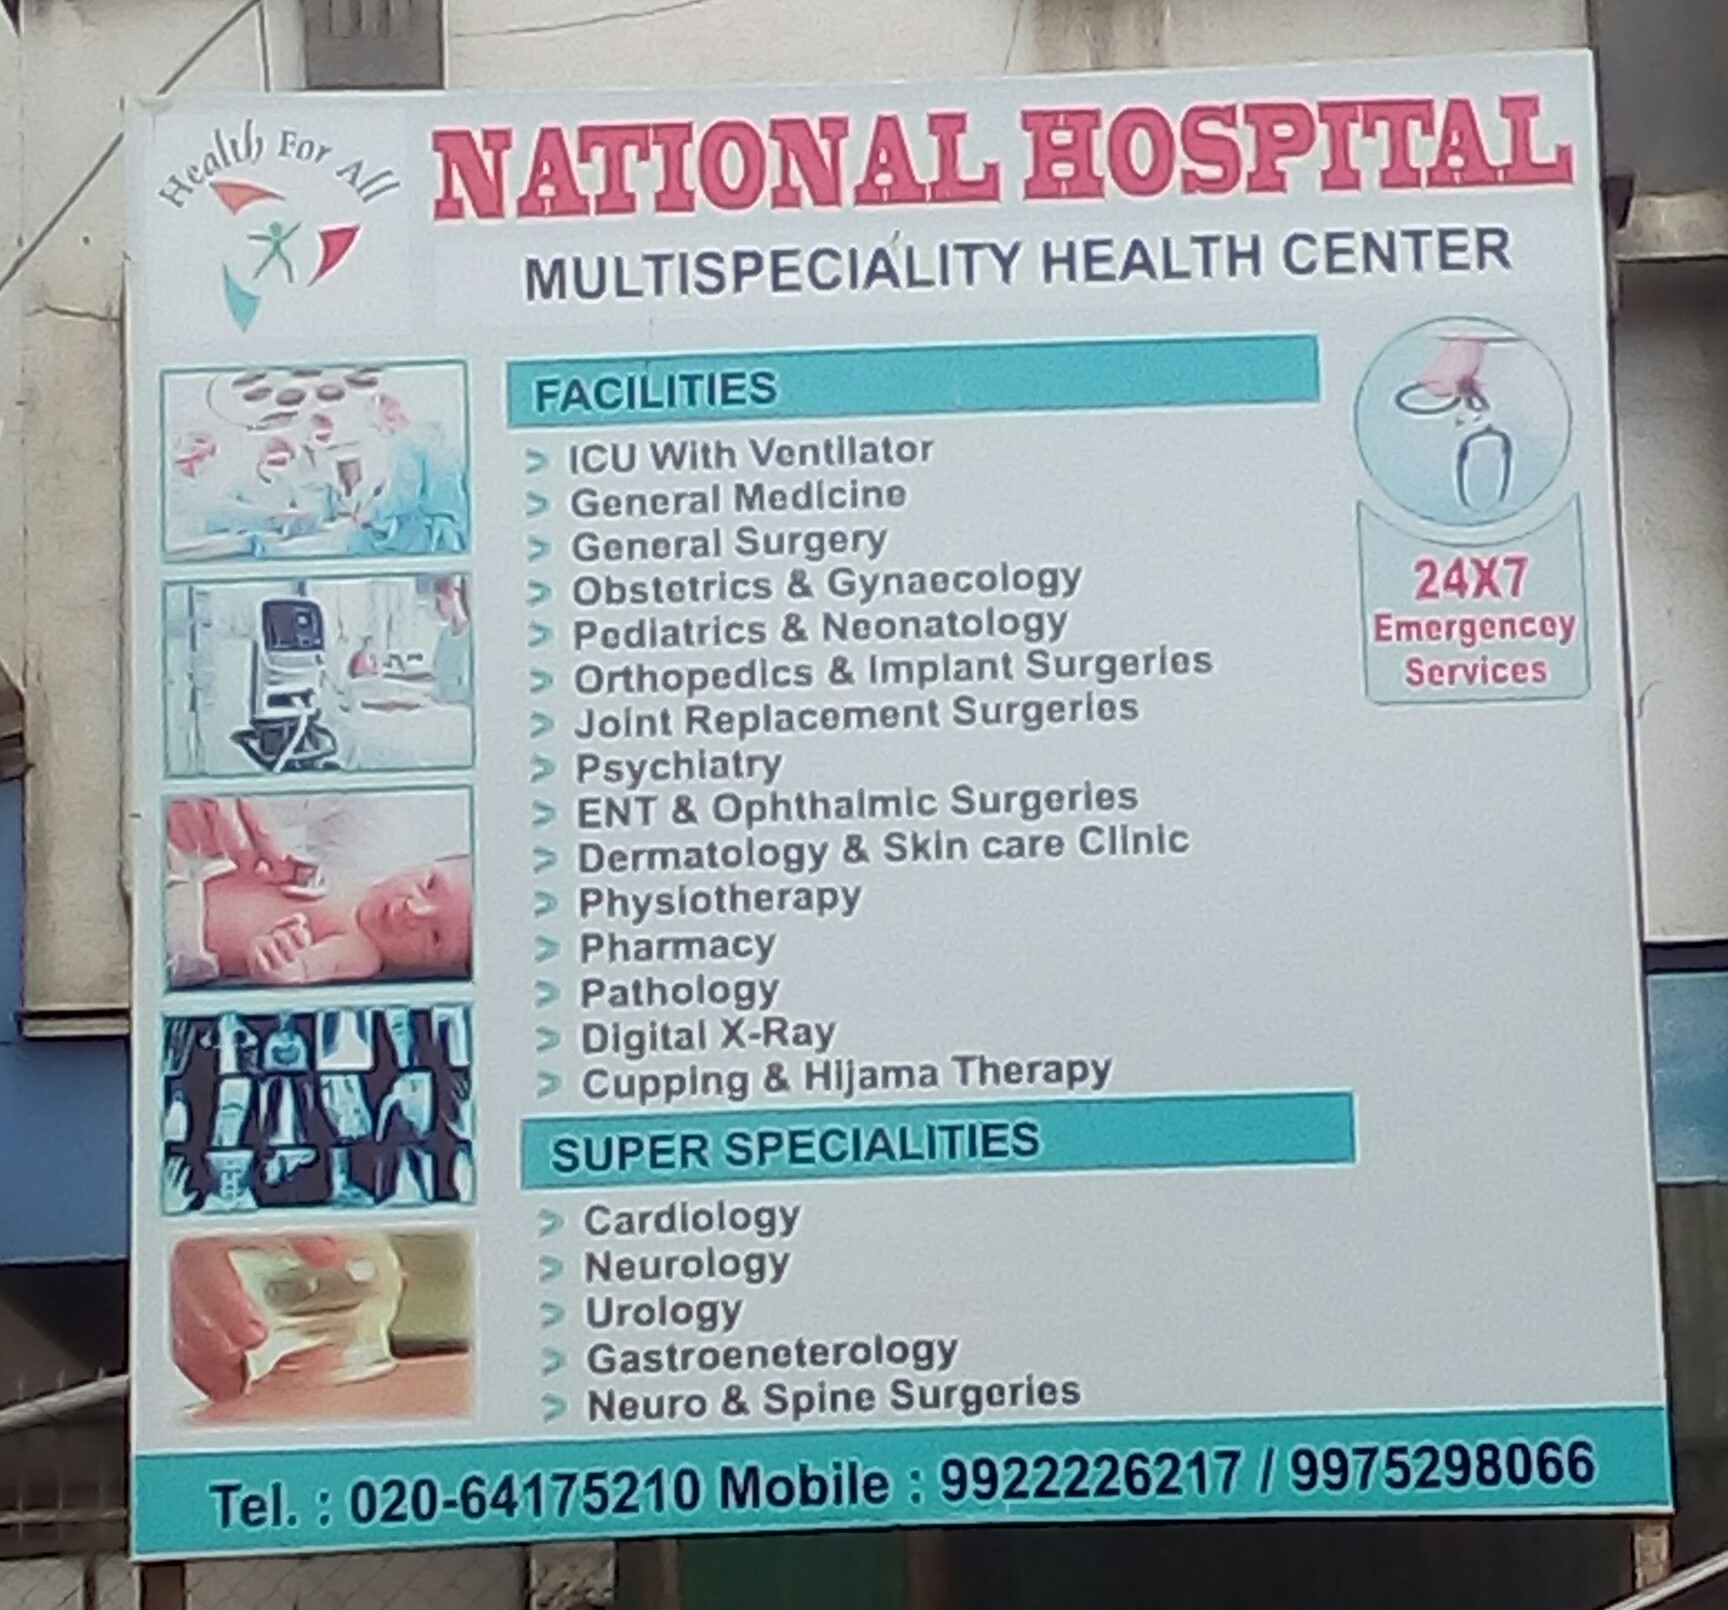 Health For All
NATIONAL HOSPITAL
MULTISPECIALITY HEALTH CENTER
FACILITIES
ICU With Ventilator
General Medicine
General Surgery
Obstetrics & Gynaecology
Pediatrics & Neonatology
Orthopedics & Implant Surgeries
Joint Replacement Surgeries
Psychiatry
ENT & Ophthalmic Surgeries
Dermatology & Skin care Clinic
Physiotherapy
Pharmacy
Pathology
Digital X-Ray
Cupping & Hijama Therapy
24X7
Emergencey
Services
SUPER SPECIALITIES
Cardiology
Neurology
Urology
Gastroeneterology
Neuro & Spine Surgeries
Tel. : 020-64175210 Mobile : 9922226217 / 9975298066